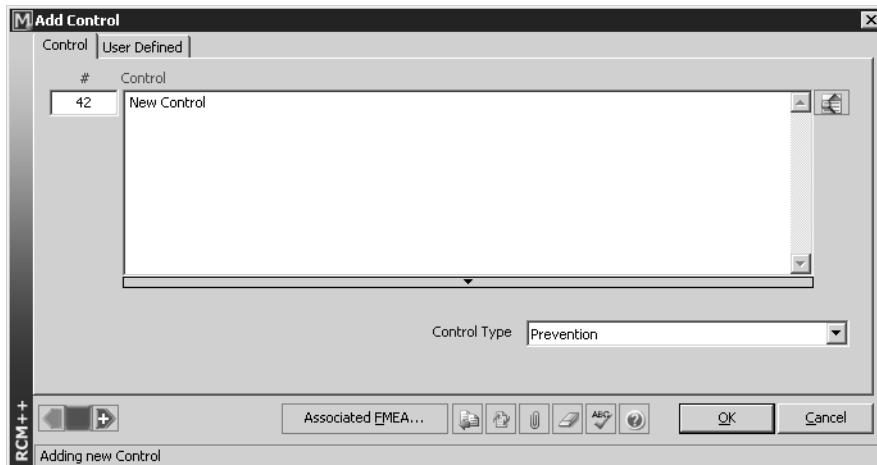 M Add Control
Control User Defined
# Control
42 New Control
Control Type Prevention
RCM++
Associated FMEA... ABC OK Cancel
Adding new Control